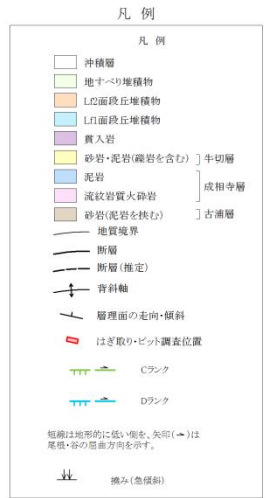 凡例
凡例
沖積層
地すべり堆積物
Lf2面段丘堆積物
Lf1面段丘堆積物
貫入岩
砂岩・泥岩(礫岩を含む) 牛切層
泥岩
成相寺層
流紋岩質火砕岩
砂岩(泥岩を挟む) 古浦層
地質境界
断層
断層(推定)
背斜軸
層理面の走向・傾斜
はぎ取り・ピット調査位置
Cランク
Dランク
短線は地形的に低い側を、矢印(→)は
尾根・谷の屈曲方向を示す。
撓み(急傾斜)